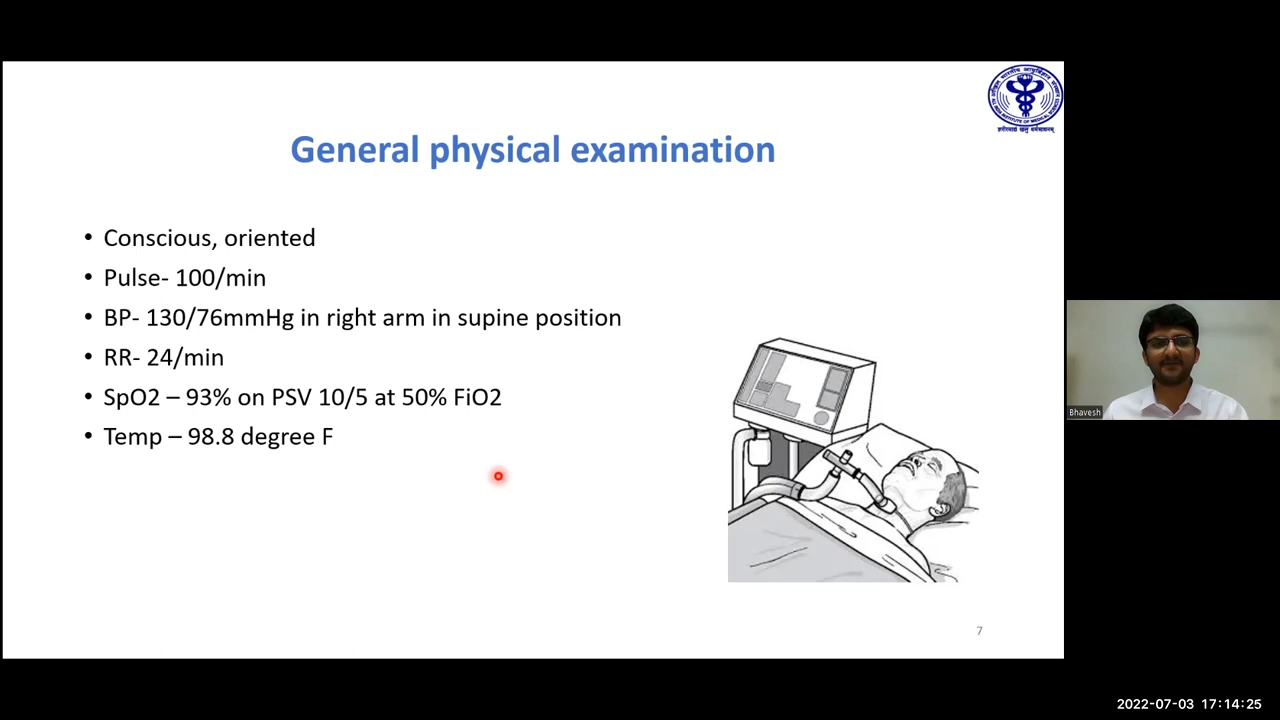 General physical examination
• Conscious, oriented
• Pulse- 100/min
• BP- 130/76mmHg in right arm in supine position
• RR- 24/min
• SpO2 – 93% on PSV 10/5 at 50% FiO2
• Temp – 98.8 degree F
Bhavesh
7
2022-07-03 17:14:25